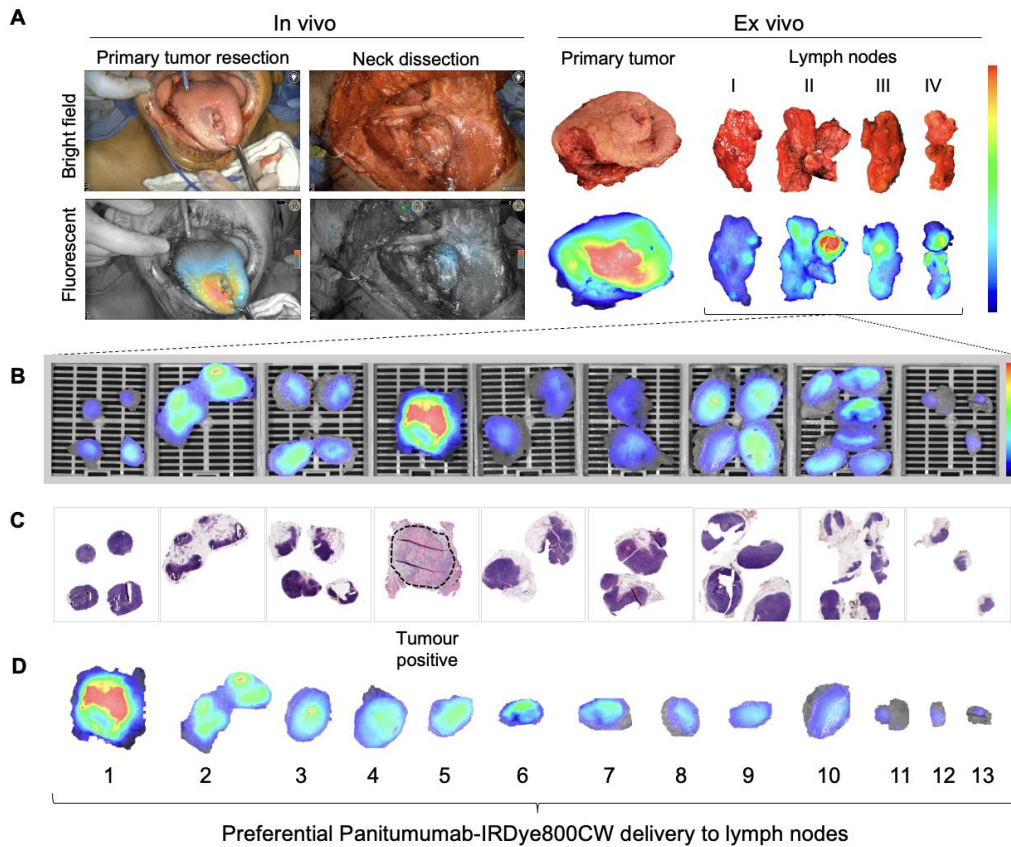 A
In vivo
Ex vivo
Primary tumor resection
Neck dissection
Primary tumor
Lymph nodes
I
II
III
IV
Bright field
Fluorescent
B
C
Tumour
positive
D
1 2 3 4 5 6 7 8 9 10 11 12 13
Preferential Panitumumab-IRDye800CW delivery to lymph nodes